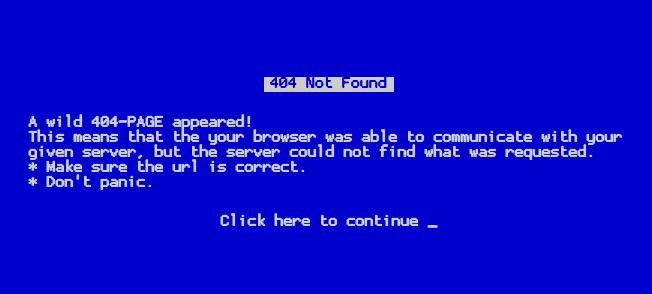 404 Not Found
A wild 404-PAGE appeared!
This means that the your browser was able to communicate with your
given server, but the server could not find what was requested.
* Make sure the url is correct.
* Don't panic.
Click here to continue _